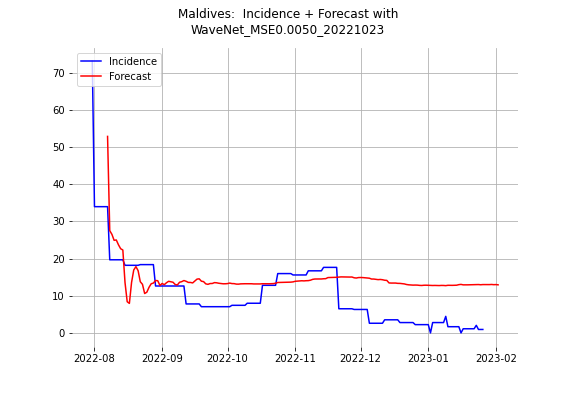 Maldives:  Incidence + Forecast with
WaveNet_MSE0.0050_20221023
Incidence
Forecast
70
60
50
40
30
20
10
0
2022-08 2022-09 2022-10 2022-11 2022-12 2023-01 2023-02